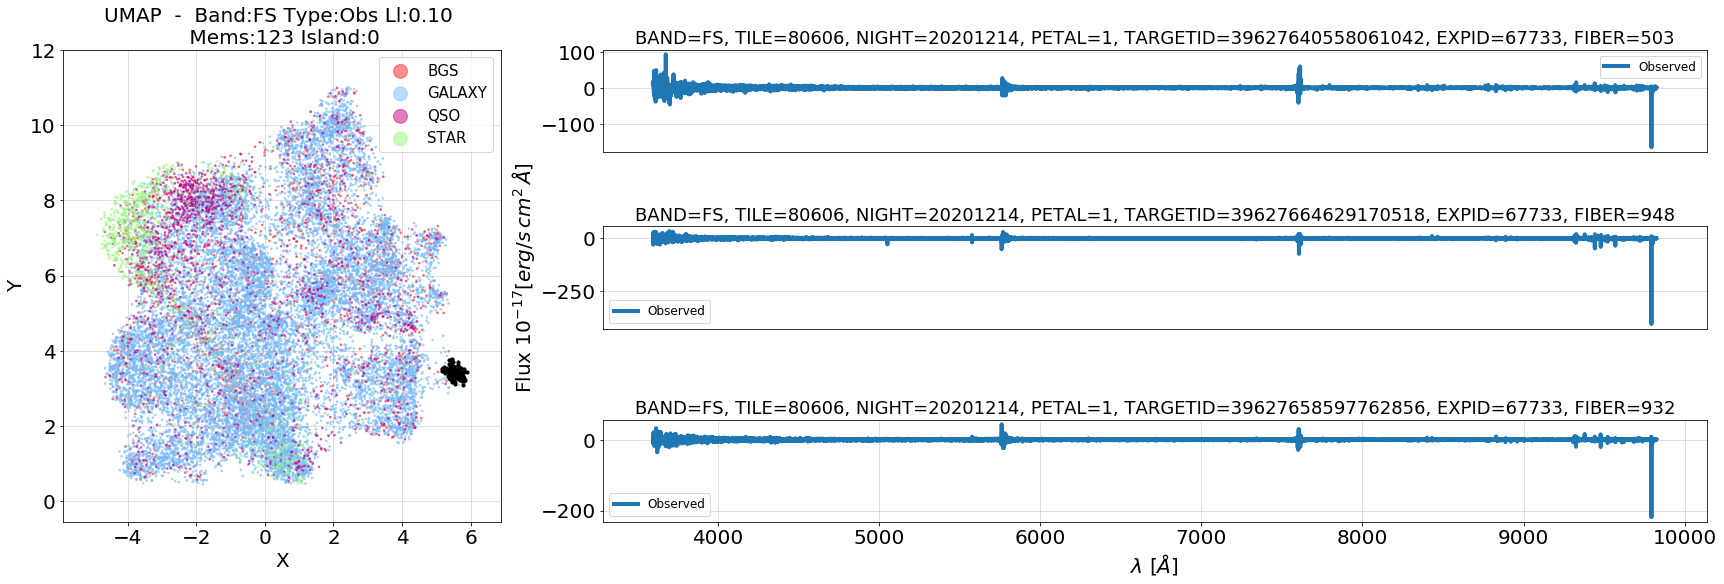 UMAP - Band:FS Type:Obs Ll:0.10
Mems:123 Island:0
12
10
8
6
4
2
0
Y
−4
−2
0
2
4
6
X
BGS
GALAXY
QSO
STAR
Flux 10⁻¹⁷[erg/s cm² Å]
BAND=FS, TILE=80606, NIGHT=20201214, PETAL=1, TARGETID=39627640558061042, EXPID=67733, FIBER=503
100
0
−100
Observed
BAND=FS, TILE=80606, NIGHT=20201214, PETAL=1, TARGETID=39627664629170518, EXPID=67733, FIBER=948
0
−250
Observed
BAND=FS, TILE=80606, NIGHT=20201214, PETAL=1, TARGETID=39627658597762856, EXPID=67733, FIBER=932
0
−200
Observed
4000
5000
6000
7000
8000
9000
10000
λ [Å]